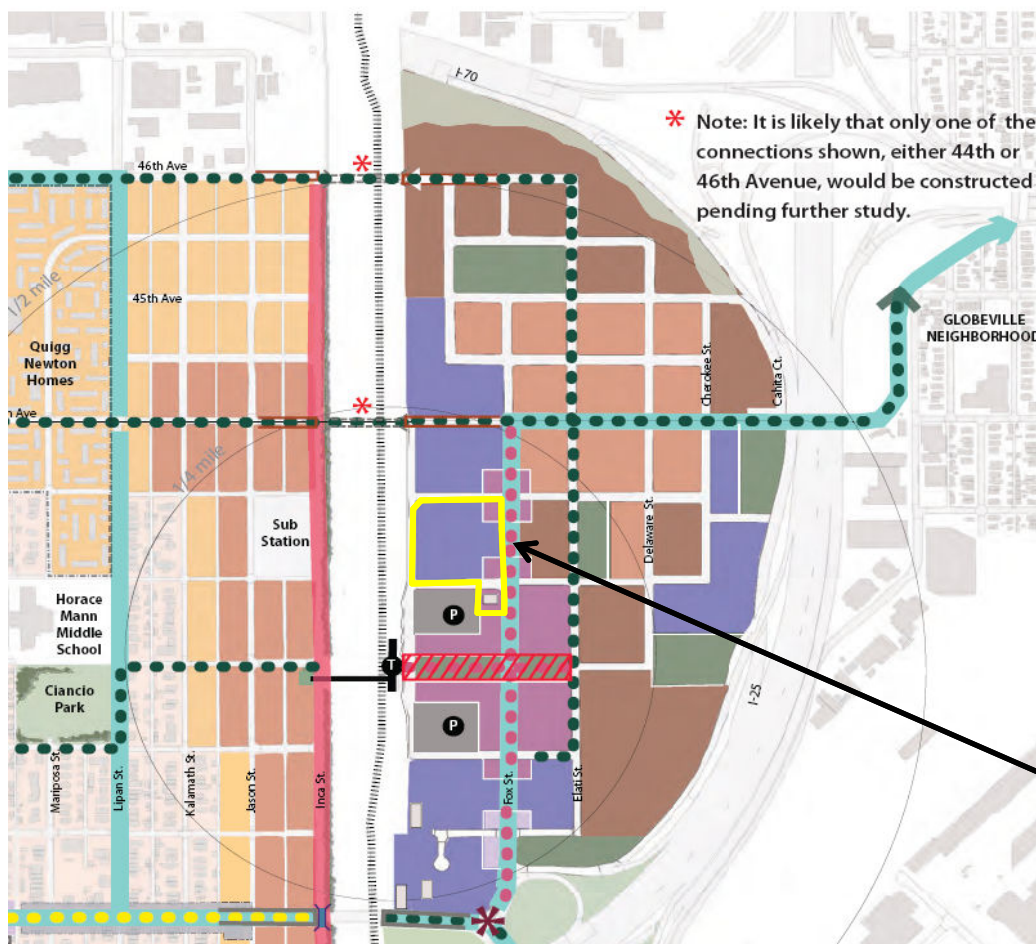 I-70
* Note: It is likely that only one of the
connections shown, either 44th or
46th Avenue, would be constructed
pending further study.
46th Ave
*
1/2 mile
45th Ave
Quigg
Newton
Homes
GLOBEVILLE
NEIGHBORHOOD
Cherokee St.
Cahita Ct.
*
h Ave
1/4 mile
Sub
Station
Delaware St.
Horace
Mann
Middle
School
P
T
Ciancio
Park
I-25
P
Mariposa St.
Lipan St.
Kalamath St.
Jason St.
Inca St.
Fox St.
Elati St.
*